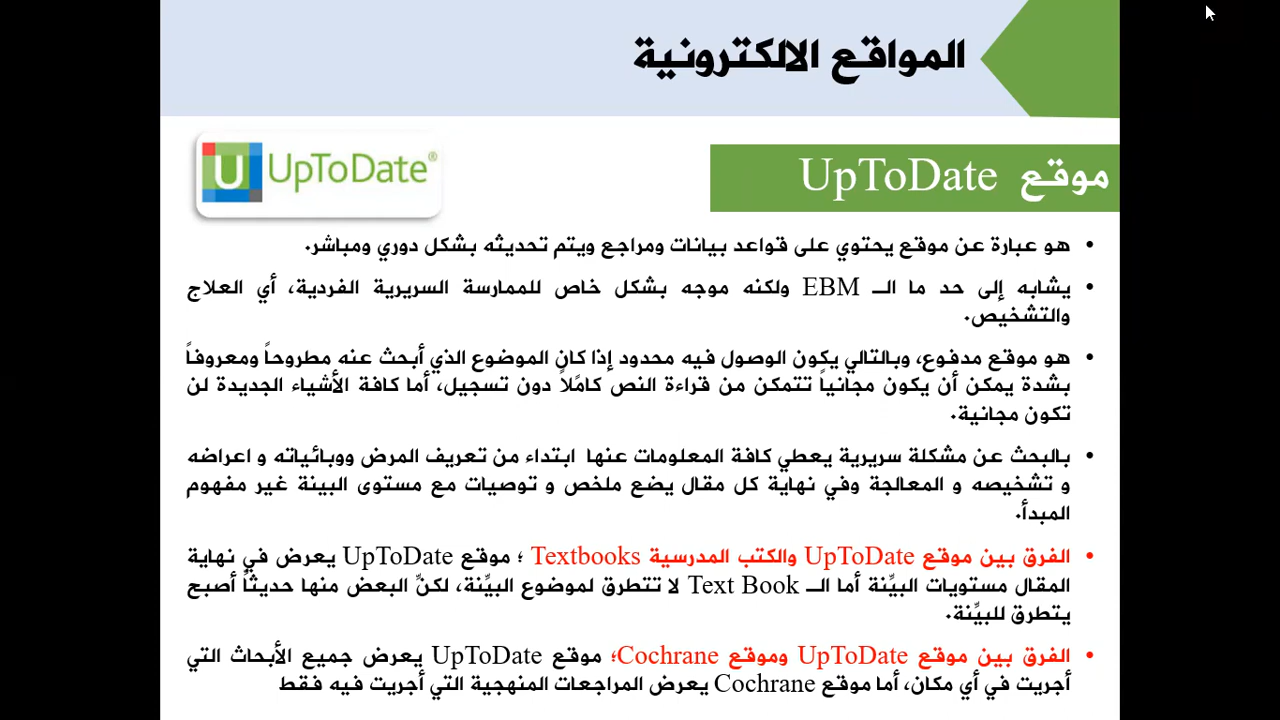 المواقع الالكترونية
UpToDate®
موقع UpToDate
• هو عبارة عن موقع يحتوي على قواعد بيانات ومراجع ويتم تحديثه بشكل دوري ومباشر.
• يشابه إلى حد ما الــ EBM ولكنه موجه بشكل خاص للممارسة السريرية الفردية، أي العلاج
والتشخيص.
• هو موقع مدفوع، وبالتالي يكون الوصول فيه محدود إذا كان الموضوع الذي أبحث عنه مطروحاً ومعروفاً
بشدة يمكن أن يكون مجانياً تتمكن من قراءة النص كاملاً دون تسجيل، أما كافة الأشياء الجديدة لن
تكون مجانية.
• بالبحث عن مشكلة سريرية يعطي كافة المعلومات عنها ابتداء من تعريف المرض ووبائياته و اعراضه
و تشخيصه و المعالجة وفي نهاية كل مقال يضع ملخص و توصيات مع مستوى البينة غير مفهوم
المبدأ.
• الفرق بين موقع UpToDate والكتب المدرسية Textbooks ؛ موقع UpToDate يعرض في نهاية
المقال مستويات البيِّنة أما الــ Text Book لا تتطرق لموضوع البيِّنة، لكنِّ البعض منها حديثاً أصبح
يتطرق للبيِّنة.
• الفرق بين موقع UpToDate وموقع Cochrane؛ موقع UpToDate يعرض جميع الأبحاث التي
أجريت في أي مكان، أما موقع Cochrane يعرض المراجعات المنهجية التي أجريت فيه فقط